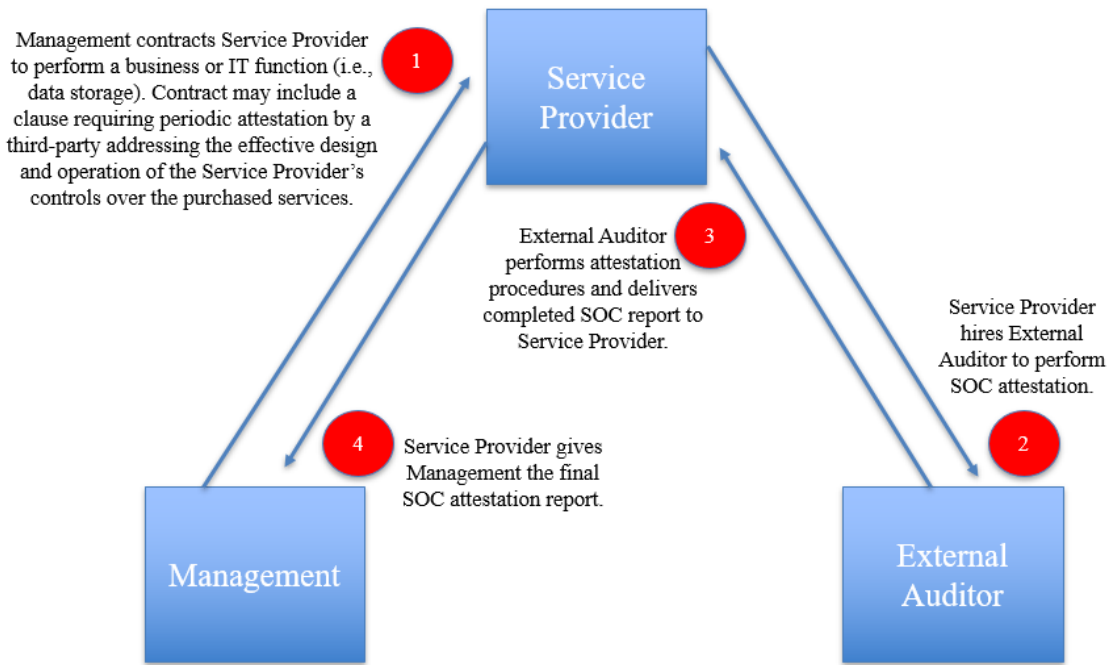 Management contracts Service Provider
to perform a business or IT function (i.e.,
data storage). Contract may include a
clause requiring periodic attestation by a
third-party addressing the effective design
and operation of the Service Provider’s
controls over the purchased services.
1
Service
Provider
External Auditor
performs attestation
procedures and delivers
completed SOC report to
Service Provider.
3
Service Provider
hires External
Auditor to perform
SOC attestation.
2
4
Service Provider gives
Management the final
SOC attestation report.
Management
External
Auditor